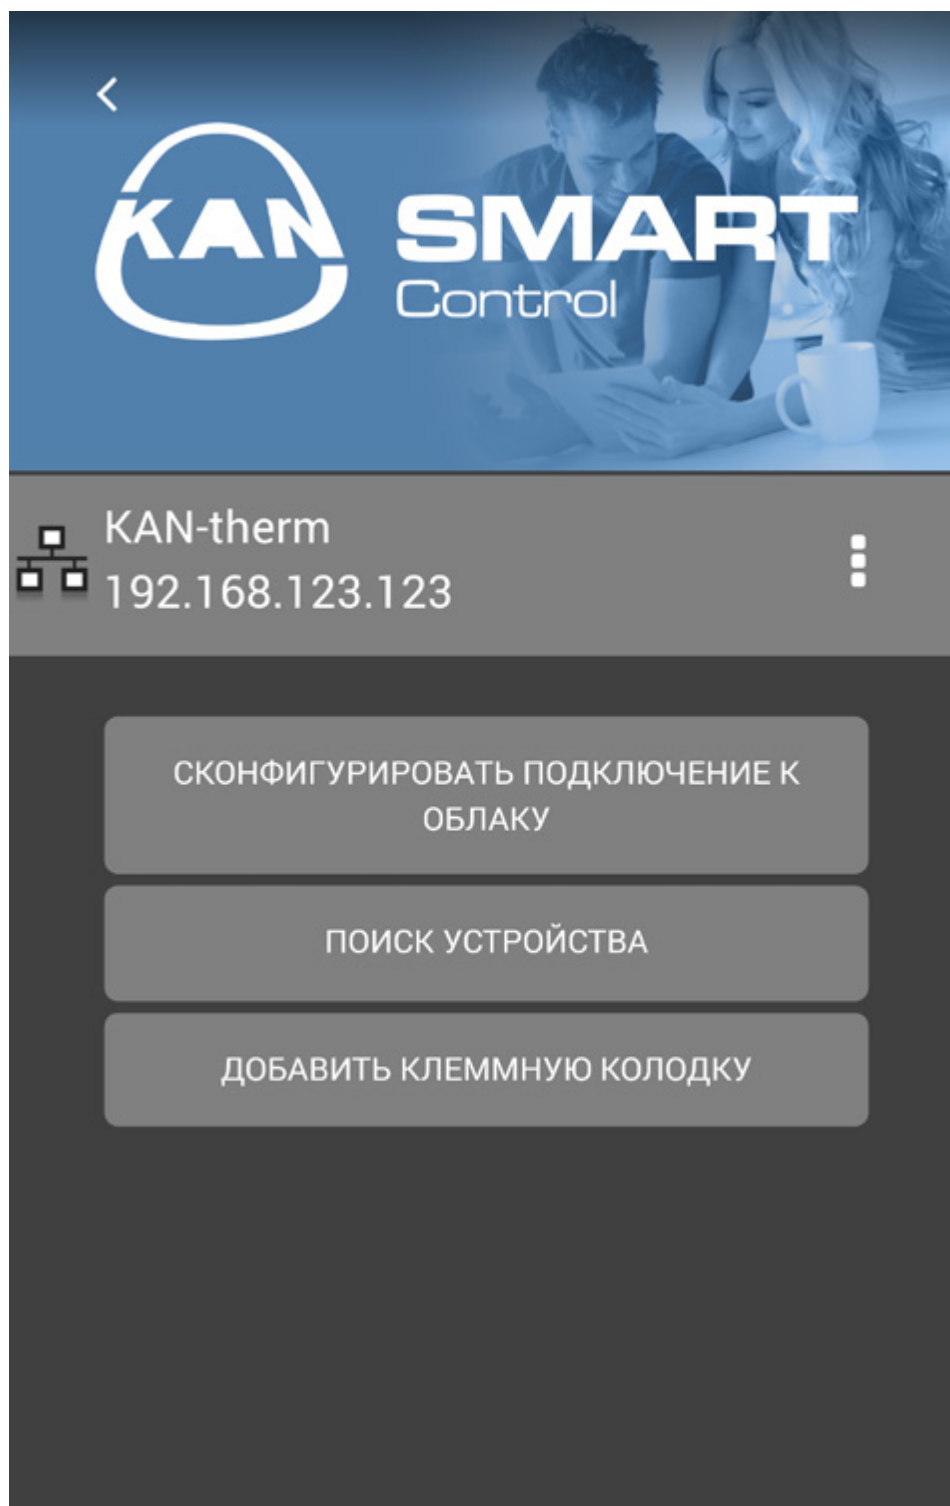 KAN
SMART
Control
KAN-therm
192.168.123.123
СКОНФИГУРИРОВАТЬ ПОДКЛЮЧЕНИЕ К
ОБЛАКУ
ПОИСК УСТРОЙСТВА
ДОБАВИТЬ КЛЕММНУЮ КОЛОДКУ